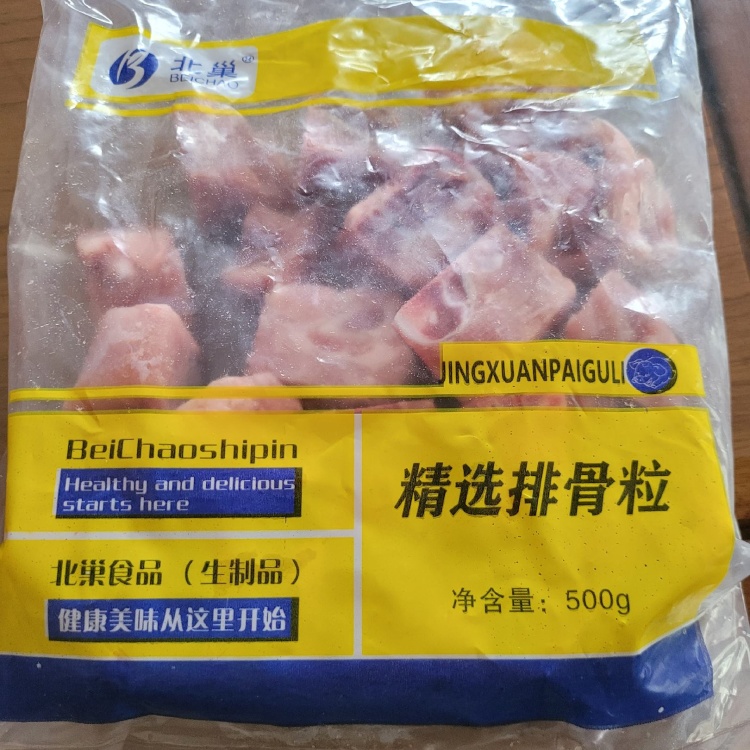 北巢®
BEICHAO
JINGXUANPAIGULI
BeiChaoshipin
Healthy and delicious
starts here
精选排骨粒
北巢食品（生制品）
健康美味从这里开始
净含量：500g